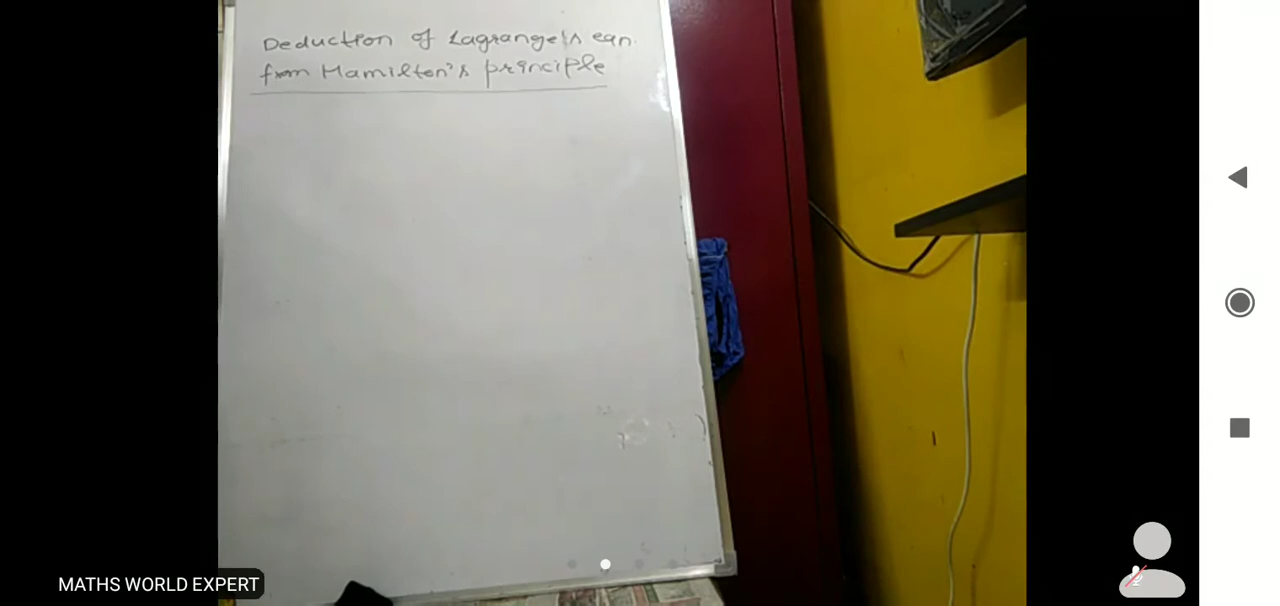 Deduction of Lagrange's eqn.
from Hamilton's principle
MATHS WORLD EXPERT